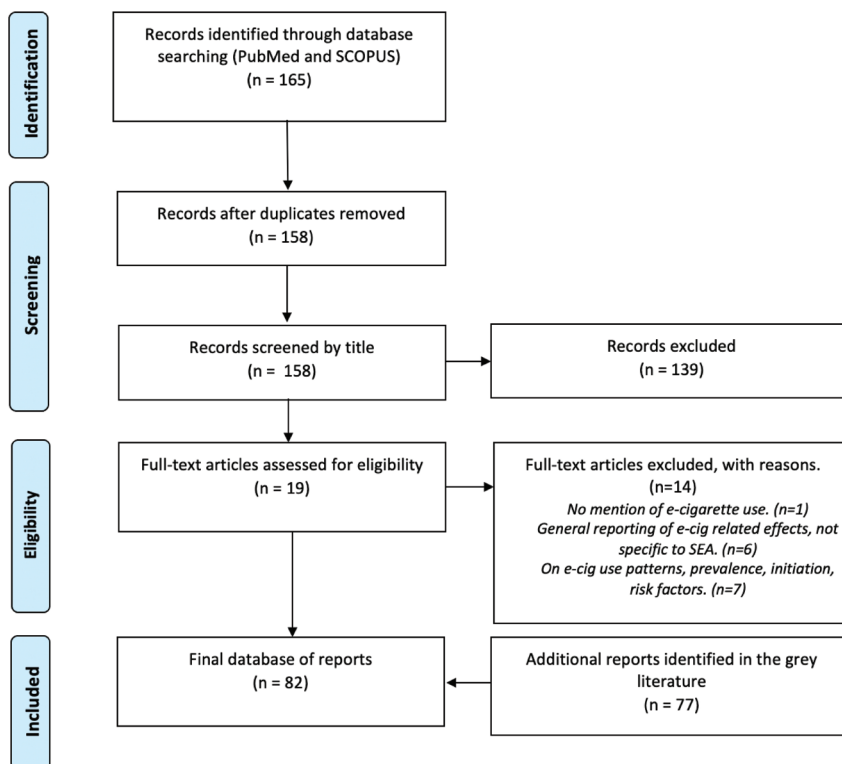 Identification
Records identified through database
searching (PubMed and SCOPUS)
(n = 165)
Screening
Records after duplicates removed
(n = 158)
Records screened by title
(n = 158)
Records excluded
(n = 139)
Eligibility
Full-text articles assessed for eligibility
(n = 19)
Full-text articles excluded, with reasons.
(n=14)
No mention of e-cigarette use. (n=1)
General reporting of e-cig related effects, not
specific to SEA. (n=6)
On e-cig use patterns, prevalence, initiation,
risk factors. (n=7)
Included
Final database of reports
(n = 82)
Additional reports identified in the grey
literature
(n = 77)